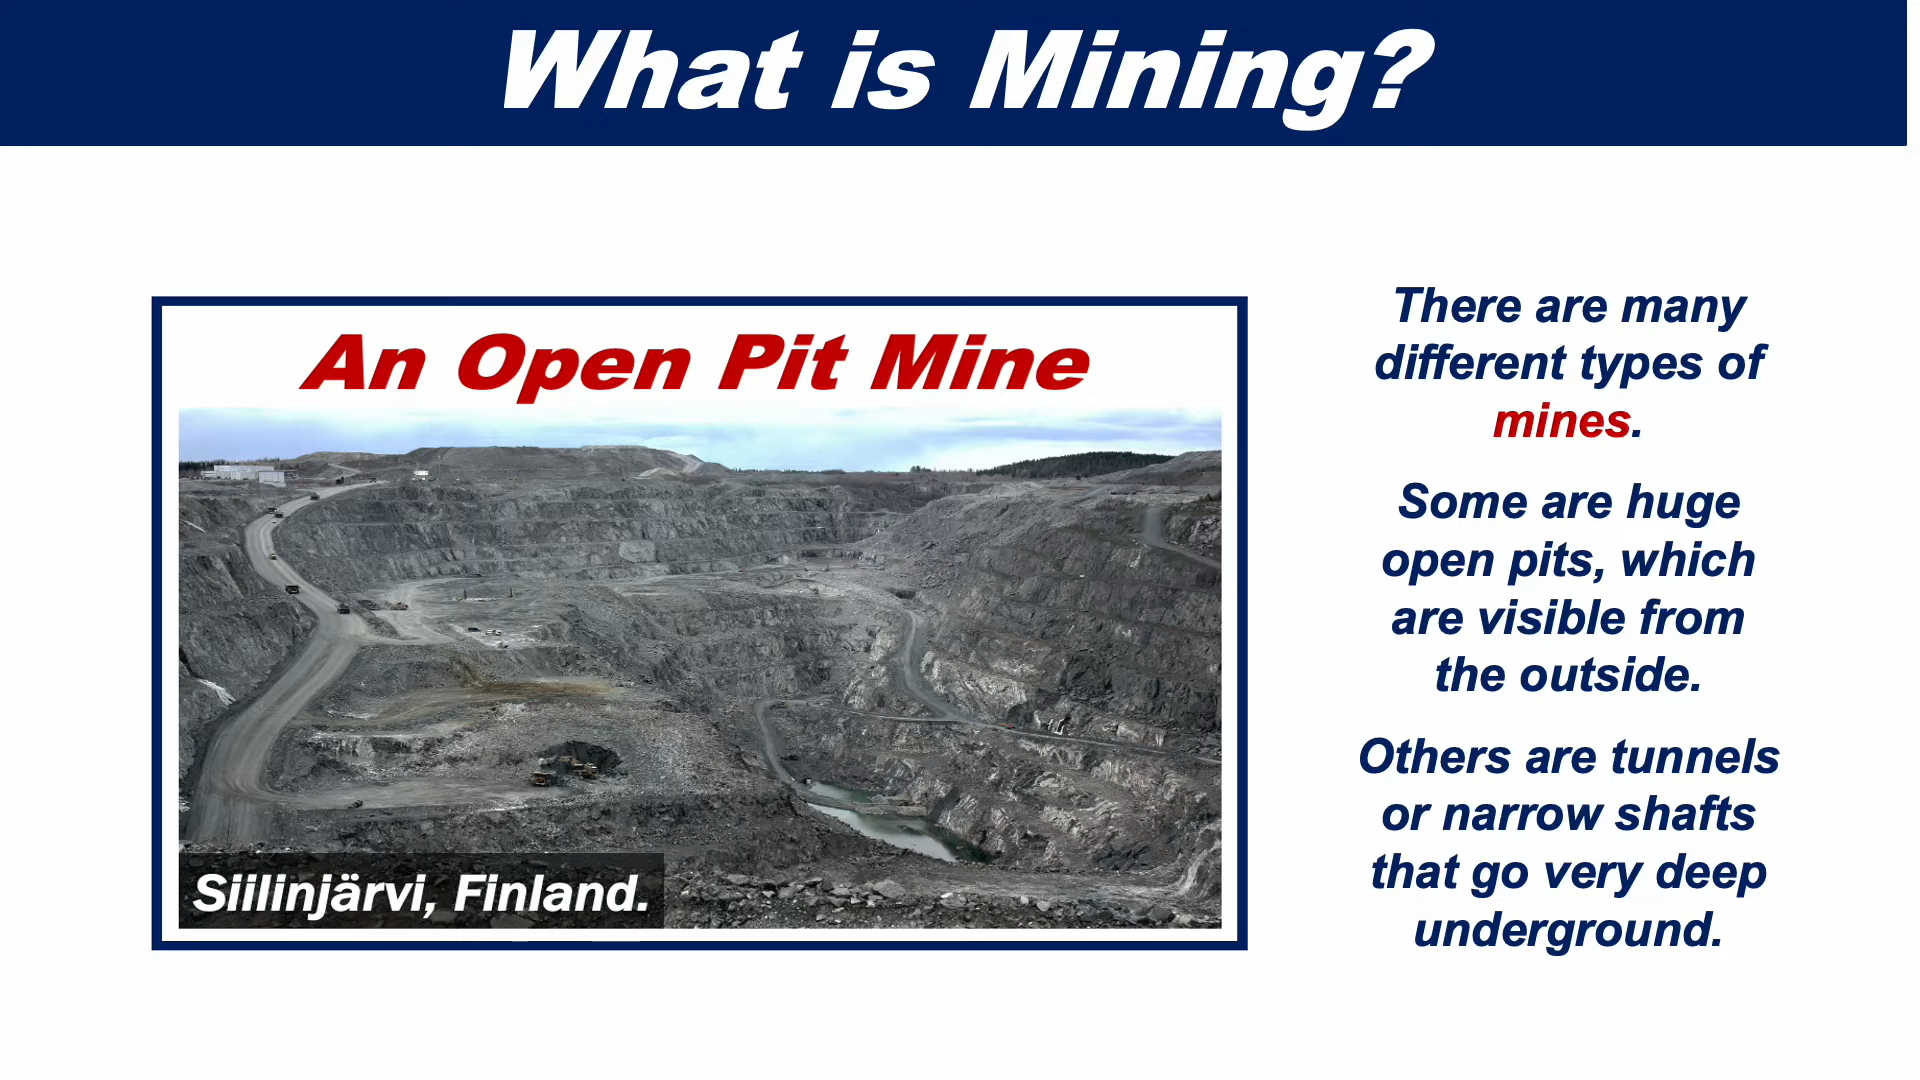 What is Mining?
An Open Pit Mine
Siilinjärvi, Finland.
There are many
different types of
mines.
Some are huge
open pits, which
are visible from
the outside.
Others are tunnels
or narrow shafts
that go very deep
underground.